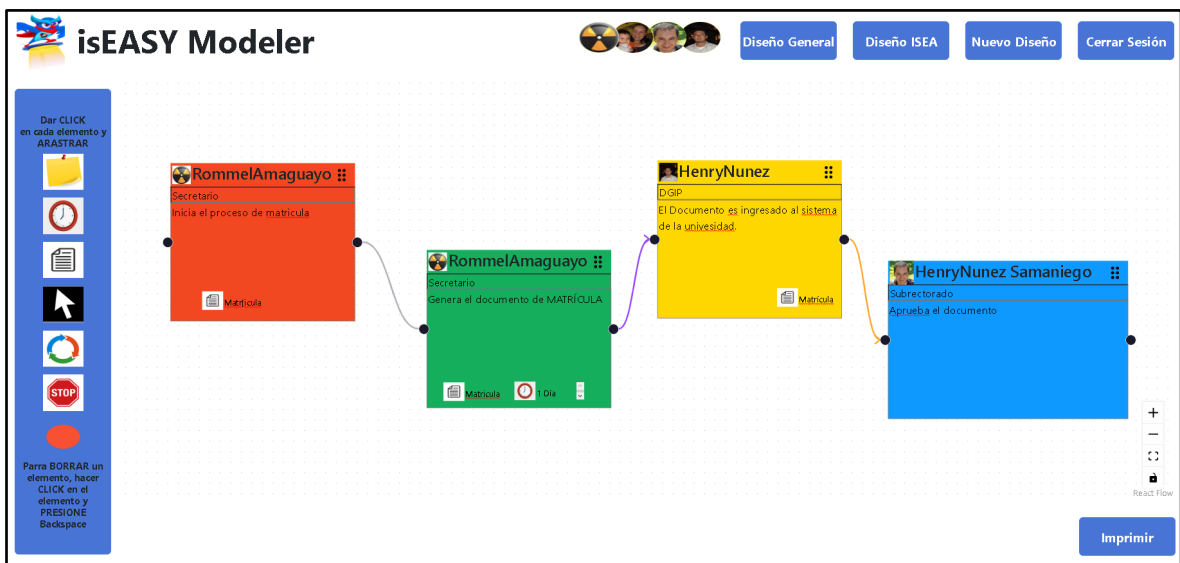 isEASY Modeler
Diseño General
Diseño ISEA
Nuevo Diseño
Cerrar Sesión
Dar CLICK
en cada elemento y
ARASTRAR
STOP
Parra BORRAR un
elemento, hacer
CLICK en el
elemento y
PRESIONE
Backspace
RommelAmaguayo
Secretario
Inicia el proceso de matricula
Matrícula
RommelAmaguayo
Secretario
Genera el documento de MATRÍCULA
Matricula
1 Día
HenryNunez
DGIP
El Documento es ingresado al sistema
de la univesidad.
Matricula
HenryNunez Samaniego
Subrectorado
Aprueba el documento
React Flow
Imprimir